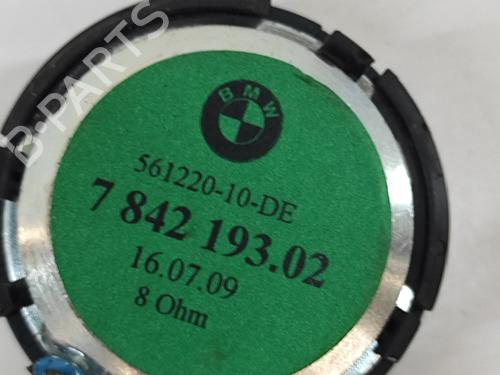 B-PARTS
BMW
561220-10-DE
7 842 193.02
16.07.09
8 Ohm